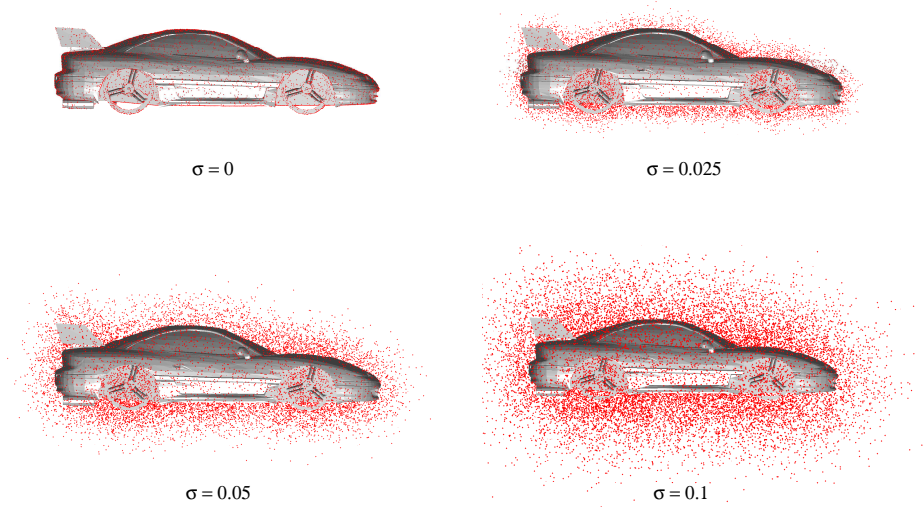 σ = 0
σ = 0.025
σ = 0.05
σ = 0.1